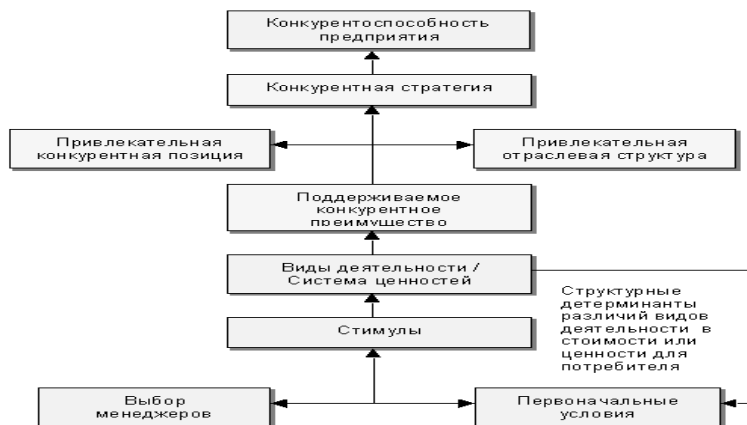 Конкурентоспособность
предприятия
Конкурентная стратегия
Привлекательная
конкурентная позиция
Привлекательная
отраслевая структура
Поддерживаемое
конкурентное
преимущество
Виды деятельности /
Система ценностей
Структурные
детерминанты
различий видов
деятельности в
стоимости или
ценности для
потребителя
Стимулы
Выбор
менеджеров
Первоначальные
условия